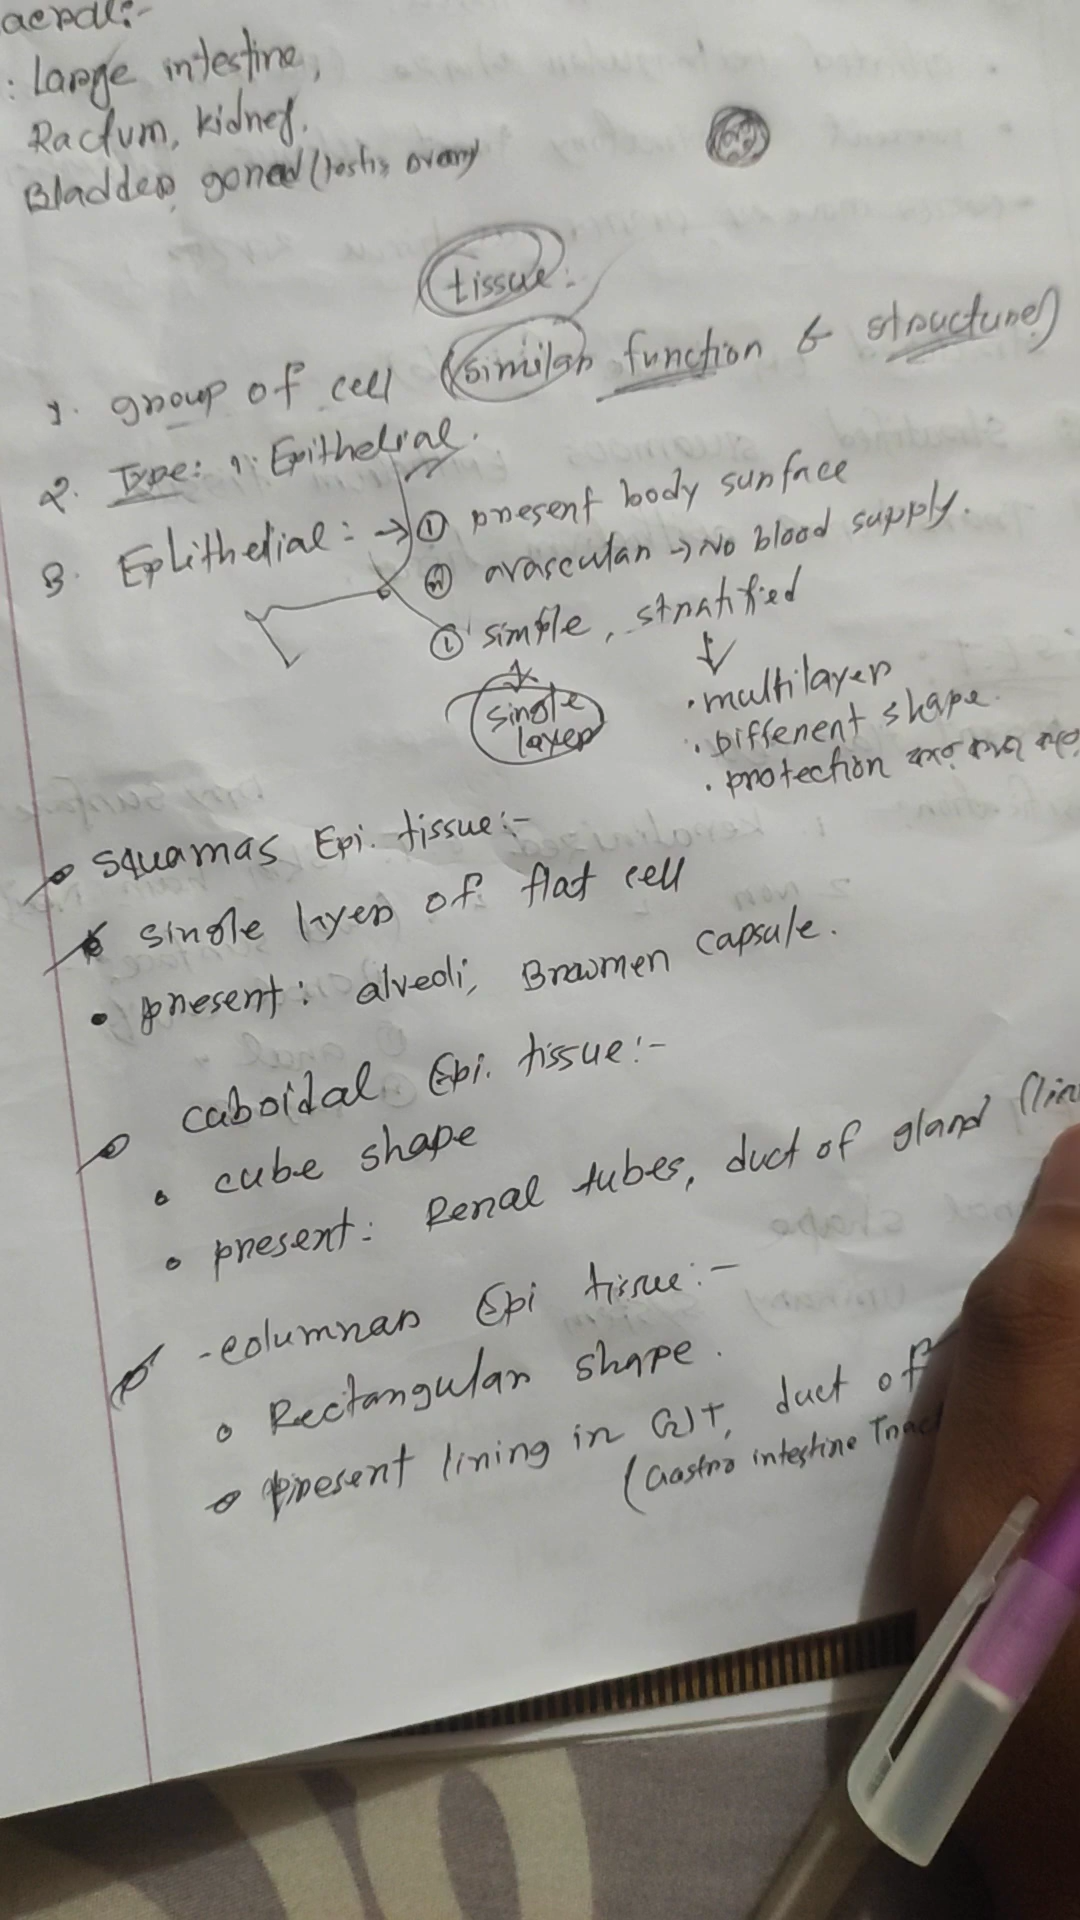 : Large intestine,
Ractum, kidney.
Bladder, gonad (testis, ovary
tissue:
1. group of cell (similar function & structure)
2. Type: 1. Epithelial.
3. Eplithelial: → ① present body surface
② avascular → No blood supply.
① simple, stratified
single layer
• multilayer
• Different shape.
• protection
squamas Epi. tissue:-
single layer of flat cell
• present: alveoli, Browmen capsule.
caboidal Epi. tissue:-
• cube shape
• present: Renal tubes, duct of gland (lin
- columnar Epi tissue:-
• Rectangular shape.
• present lining in GIT, duct of
(Gastro intestine Tract